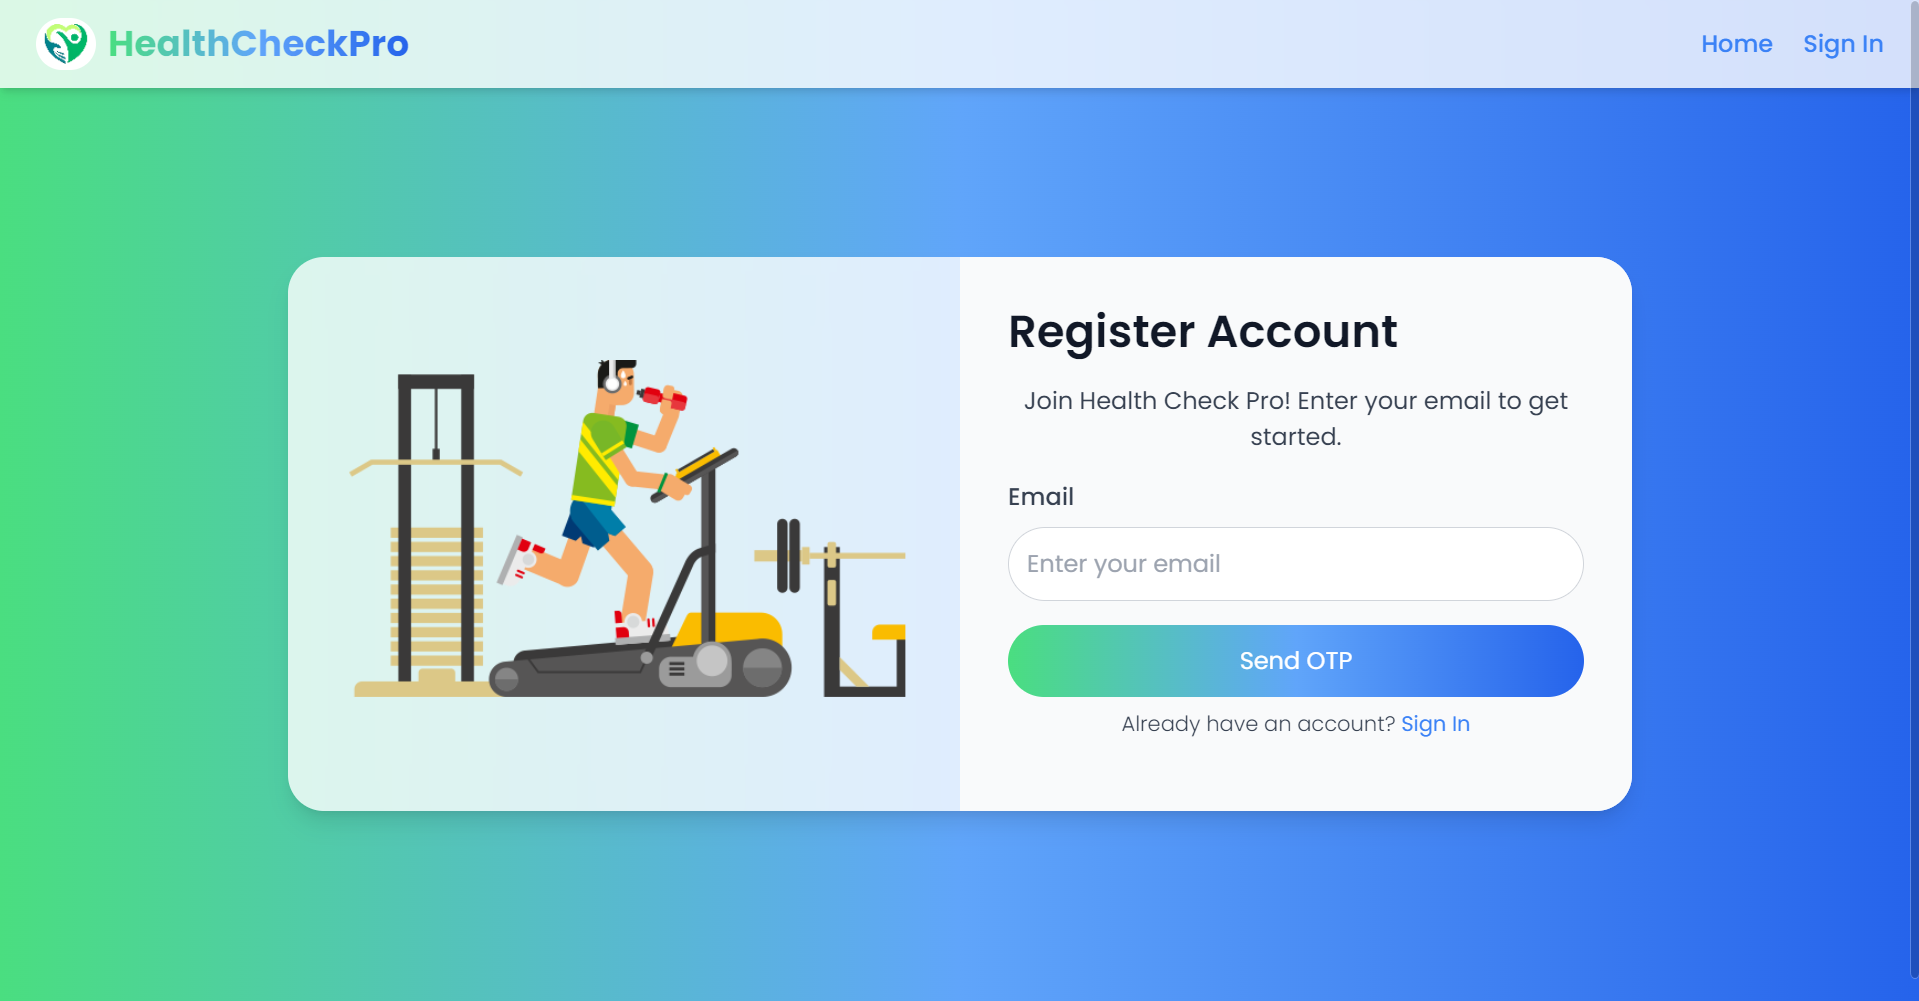 HealthCheckPro
Home
Sign In
Register Account
Join Health Check Pro! Enter your email to get
started.
Email
Enter your email
Send OTP
Already have an account? Sign In